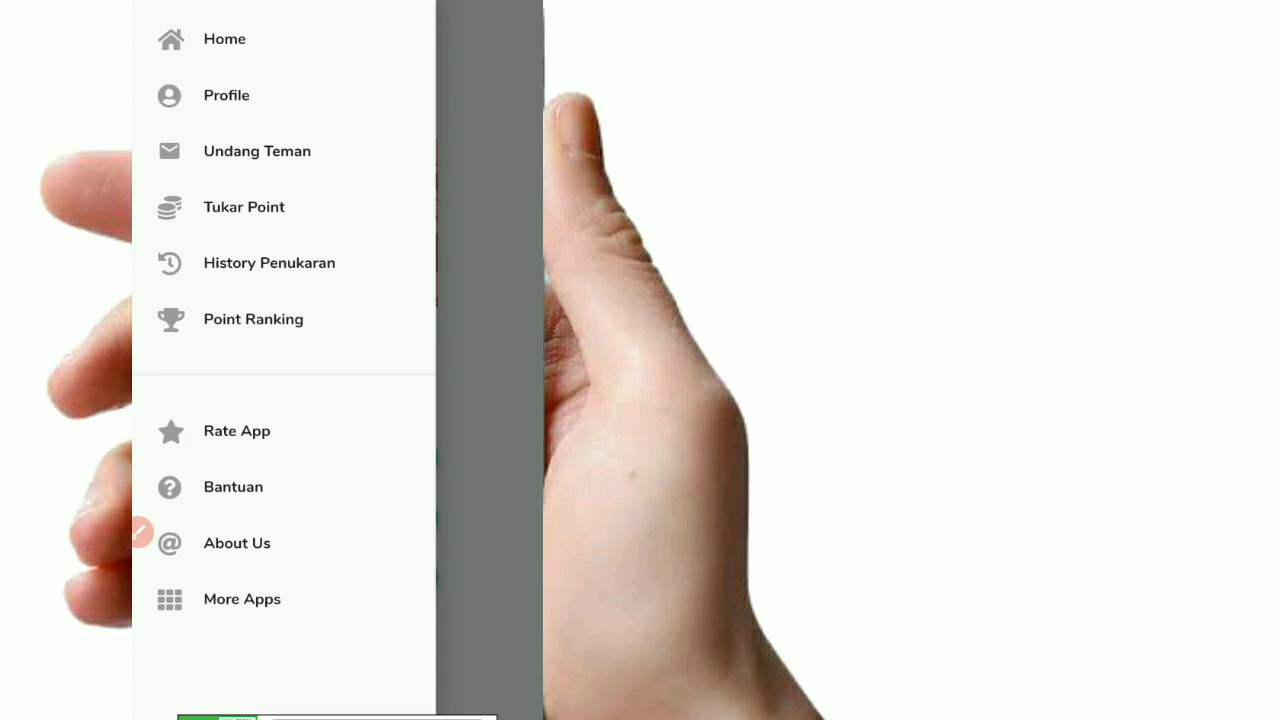 Home
Profile
Undang Teman
Tukar Point
History Penukaran
Point Ranking
Rate App
Bantuan
About Us
More Apps